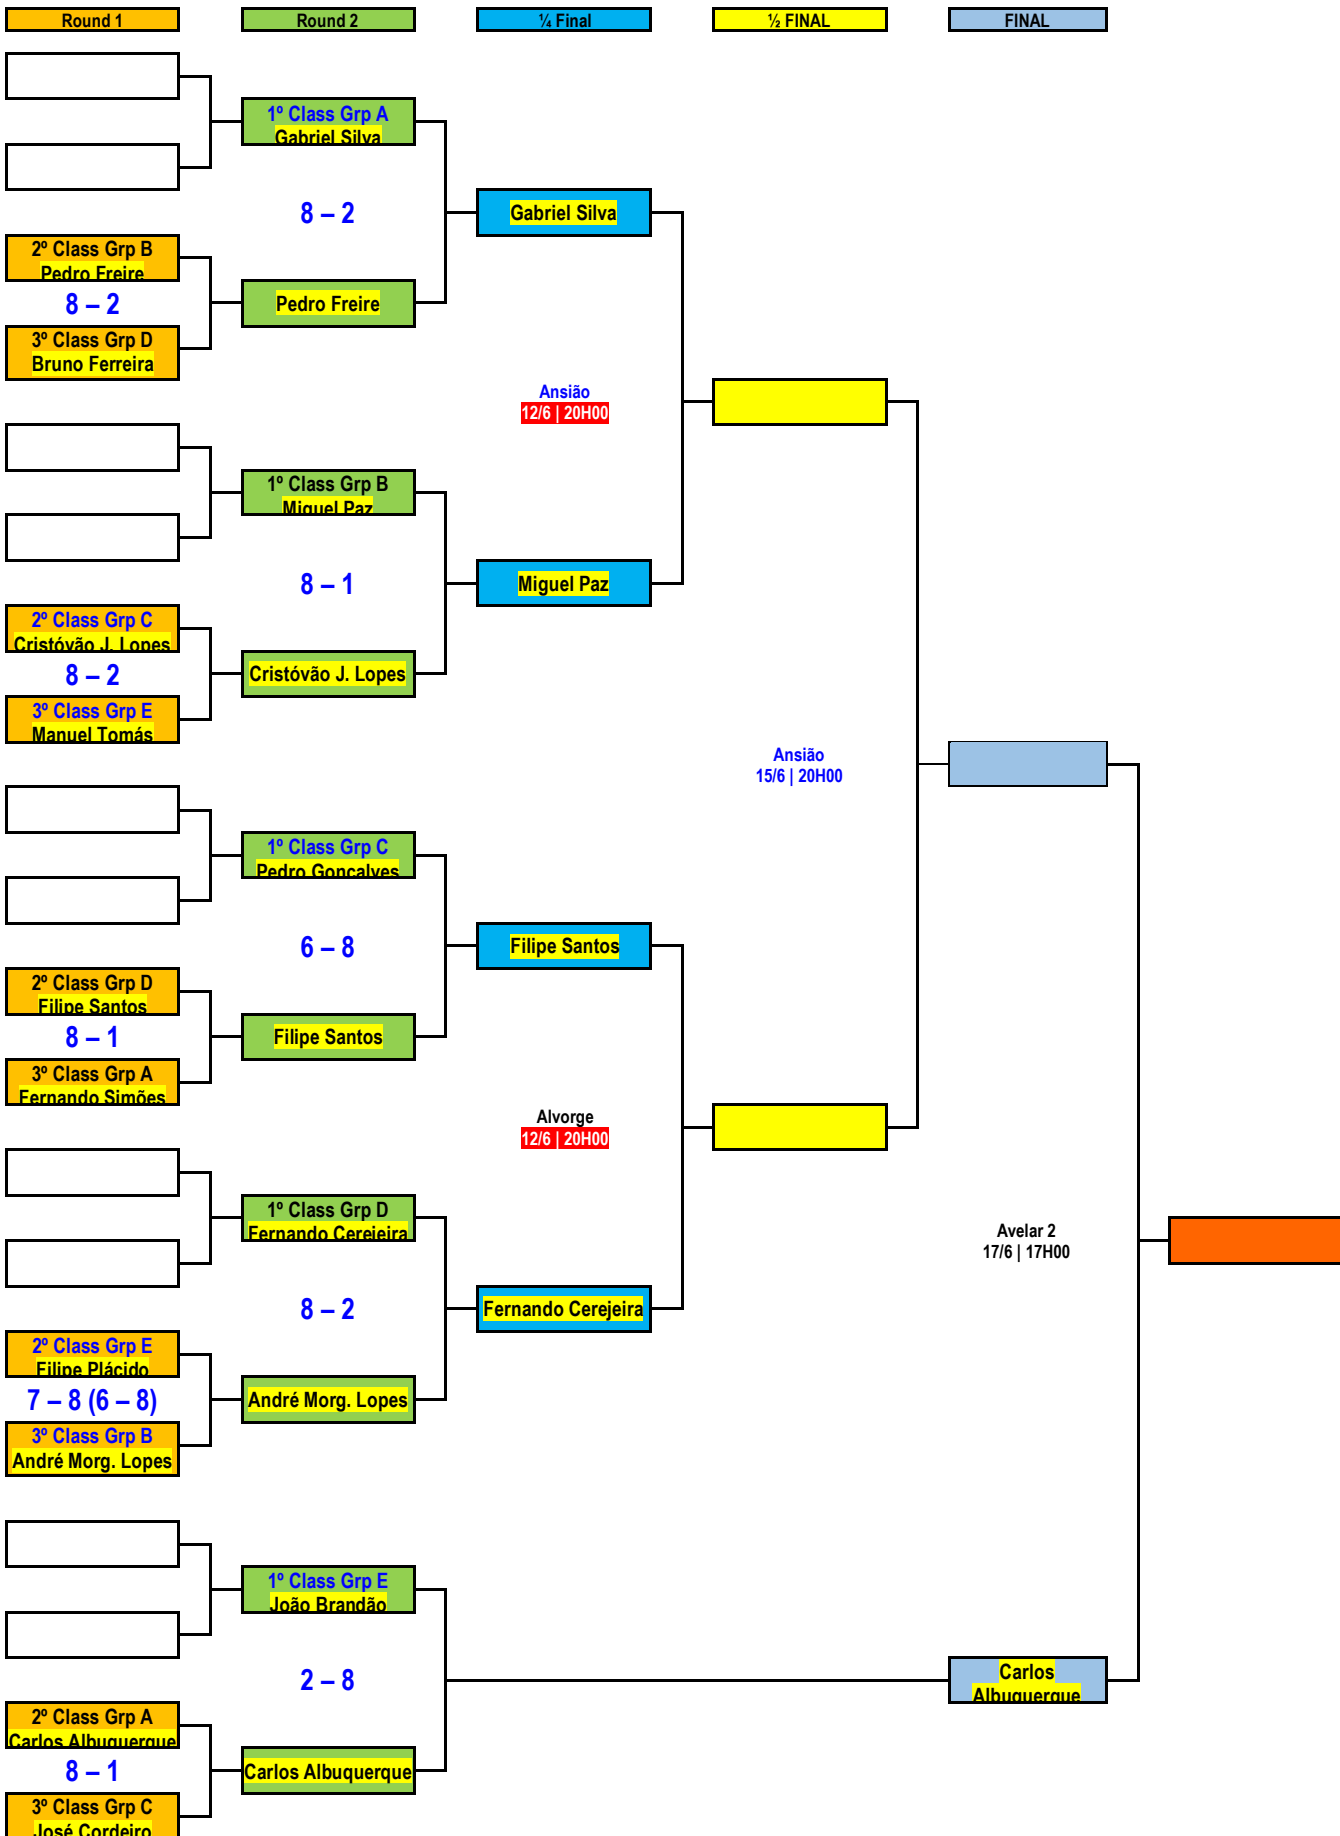 Round 1
Round 2
¼ Final
½ FINAL
FINAL
1º Class Grp A
Gabriel Silva
8 – 2
Gabriel Silva
2º Class Grp B
Pedro Freire
8 – 2
Pedro Freire
3º Class Grp D
Bruno Ferreira
Ansião
12/6 | 20H00
1º Class Grp B
Miguel Paz
8 – 1
Miguel Paz
2º Class Grp C
Cristóvão J. Lopes
8 – 2
Cristóvão J. Lopes
3º Class Grp E
Manuel Tomás
Ansião
15/6 | 20H00
1º Class Grp C
Pedro Gonçalves
6 – 8
Filipe Santos
2º Class Grp D
Filipe Santos
8 – 1
Filipe Santos
3º Class Grp A
Fernando Simões
Alvorge
12/6 | 20H00
1º Class Grp D
Fernando Cerejeira
Avelar 2
17/6 | 17H00
8 – 2
Fernando Cerejeira
2º Class Grp E
Filipe Plácido
7 – 8 (6 – 8)
André Morg. Lopes
3º Class Grp B
André Morg. Lopes
1º Class Grp E
João Brandão
2 – 8
Carlos
Albuquerque
2º Class Grp A
Carlos Albuquerque
8 – 1
Carlos Albuquerque
3º Class Grp C
José Cordeiro